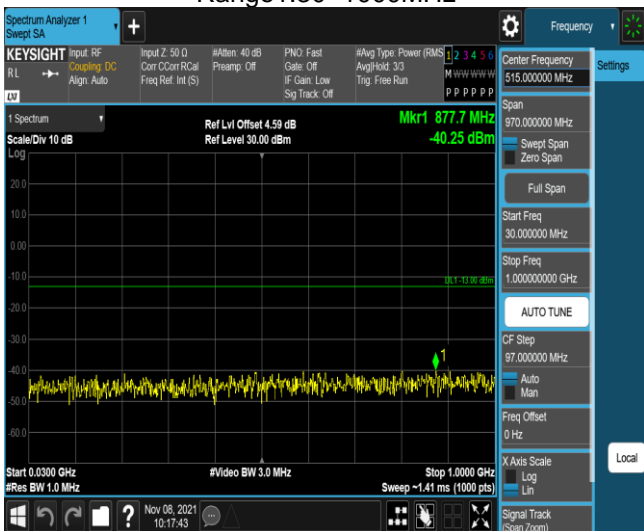 Spectrum Analyzer 1
Swept SA
Frequency
KEYSIGHT
RL
LXI
Input: RF
Coupling: DC
Align: Auto
Input Z: 50 Ω
Corr CCorr RCal
Freq Ref: Int (S)
#Atten: 40 dB
Preamp: Off
PNO: Fast
Gate: Off
IF Gain: Low
Sig Track: Off
#Avg Type: Power (RMS
Avg|Hold: 3/3
Trig: Free Run
1 2 3 4 5 6
M W W W W W
P P P P P P
1 Spectrum
Scale/Div 10 dB
Log
Ref Lvl Offset 4.59 dB
Ref Level 30.00 dBm
Mkr1 877.7 MHz
-40.25 dBm
20.0
10.0
0.00
-10.0
-20.0
-30.0
-40.0
-50.0
-60.0
DL1 -13.00 dBm
1
Start 0.0300 GHz
#Res BW 1.0 MHz
#Video BW 3.0 MHz
Stop 1.0000 GHz
Sweep ~1.41 ms (1000 pts)
Nov 08, 2021
10:17:43
Center Frequency
515.000000 MHz
Span
970.000000 MHz
Swept Span
Zero Span
Full Span
Start Freq
30.000000 MHz
Stop Freq
1.000000000 GHz
AUTO TUNE
CF Step
97.000000 MHz
Auto
Man
Freq Offset
0 Hz
X Axis Scale
Log
Lin
Signal Track
(Span Zoom)
Settings
Local